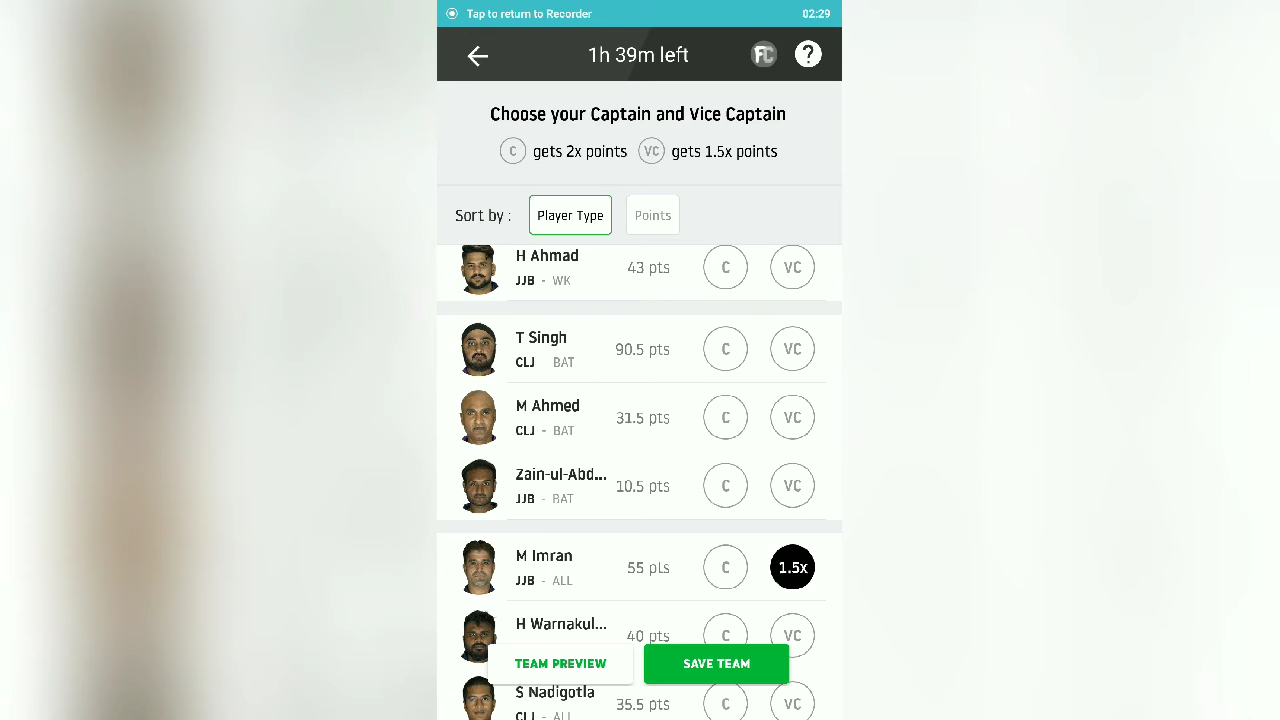 Tap to return to Recorder 02:29
1h 39m left FC ?
Choose your Captain and Vice Captain
C gets 2x points VC gets 1.5x points
Sort by : Player Type Points
H Ahmad
JJB - WK 43 pts C VC
T Singh
CLJ BAT 90.5 pts C VC
M Ahmed
CLJ - BAT 31.5 pts C VC
Zain-ul-Abd...
JJB - BAT 10.5 pts C VC
M Imran
JJB - ALL 55 pts C 1.5x
H Warnakul...
40 pts C VC
TEAM PREVIEW SAVE TEAM
S Nadigotla
CLJ - ALL 35.5 pts C VC